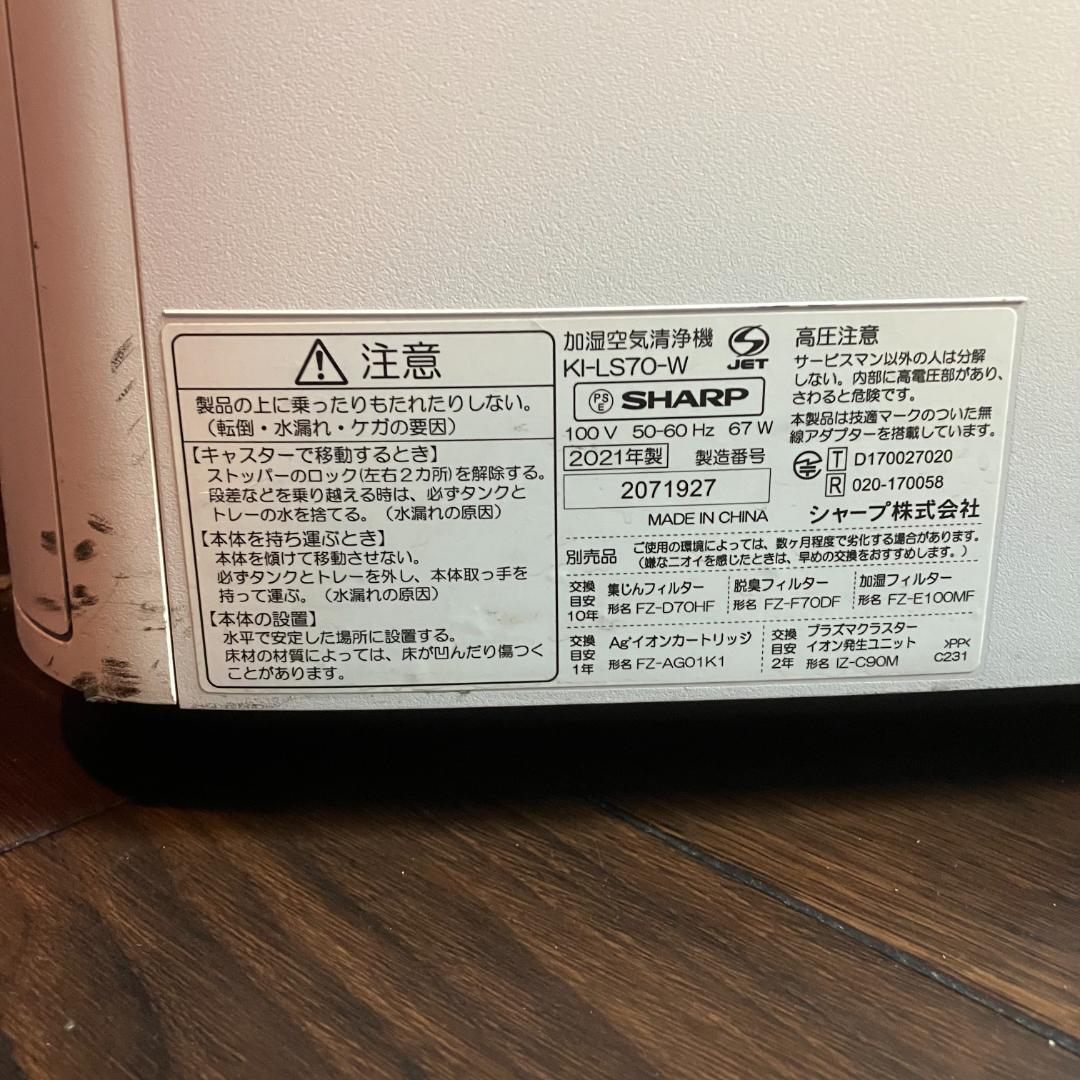 注意
製品の上に乗ったりもたれたりしない。
（転倒・水漏れ・ケガの要因）
【キャスターで移動するとき】
ストッパーのロック(左右2カ所)を解除する。
段差などを乗り越える時は、必ずタンクと
トレーの水を捨てる。（水漏れの原因）
【本体を持ち運ぶとき】
本体を傾けて移動させない。
必ずタンクとトレーを外し、本体取っ手を
持って運ぶ。（水漏れの原因）
【本体の設置】
水平で安定した場所に設置する。
床材の材質によっては、床が凹んだり傷つく
ことがあります。
加湿空気清浄機
KI-LS70-W
JET
PSE SHARP
100 V 50-60 Hz 67 W
2021年製 製造番号
2071927
MADE IN CHINA
高圧注意
サービスマン以外の人は分解
しない。内部に高電圧部があり、
さわると危険です。
本製品は技適マークのついた無
線アダプターを搭載しています。
T D170027020
R 020-170058
シャープ株式会社
別売品
ご使用の環境によっては、数ヶ月程度で劣化する場合があります。
（嫌なニオイを感じたときは、早めの交換をおすすめします。）
交換
目安
10年
集じんフィルター
形名 FZ-D70HF
脱臭フィルター
形名 FZ-F70DF
加湿フィルター
形名 FZ-E100MF
交換
目安
1年
Ag⁺イオンカートリッジ
形名 FZ-AG01K1
交換
目安
2年
プラズマクラスター
イオン発生ユニット
形名 IZ-C90M
>PP<
C231